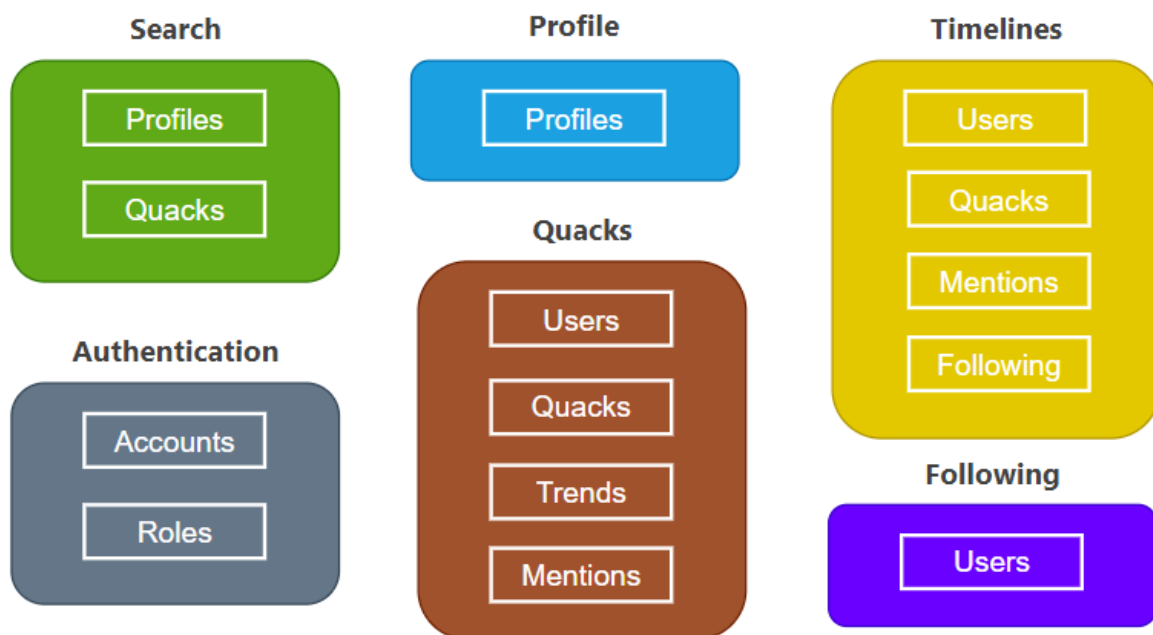 Search
Profiles
Quacks
Authentication
Accounts
Roles
Profile
Profiles
Quacks
Users
Quacks
Trends
Mentions
Timelines
Users
Quacks
Mentions
Following
Following
Users